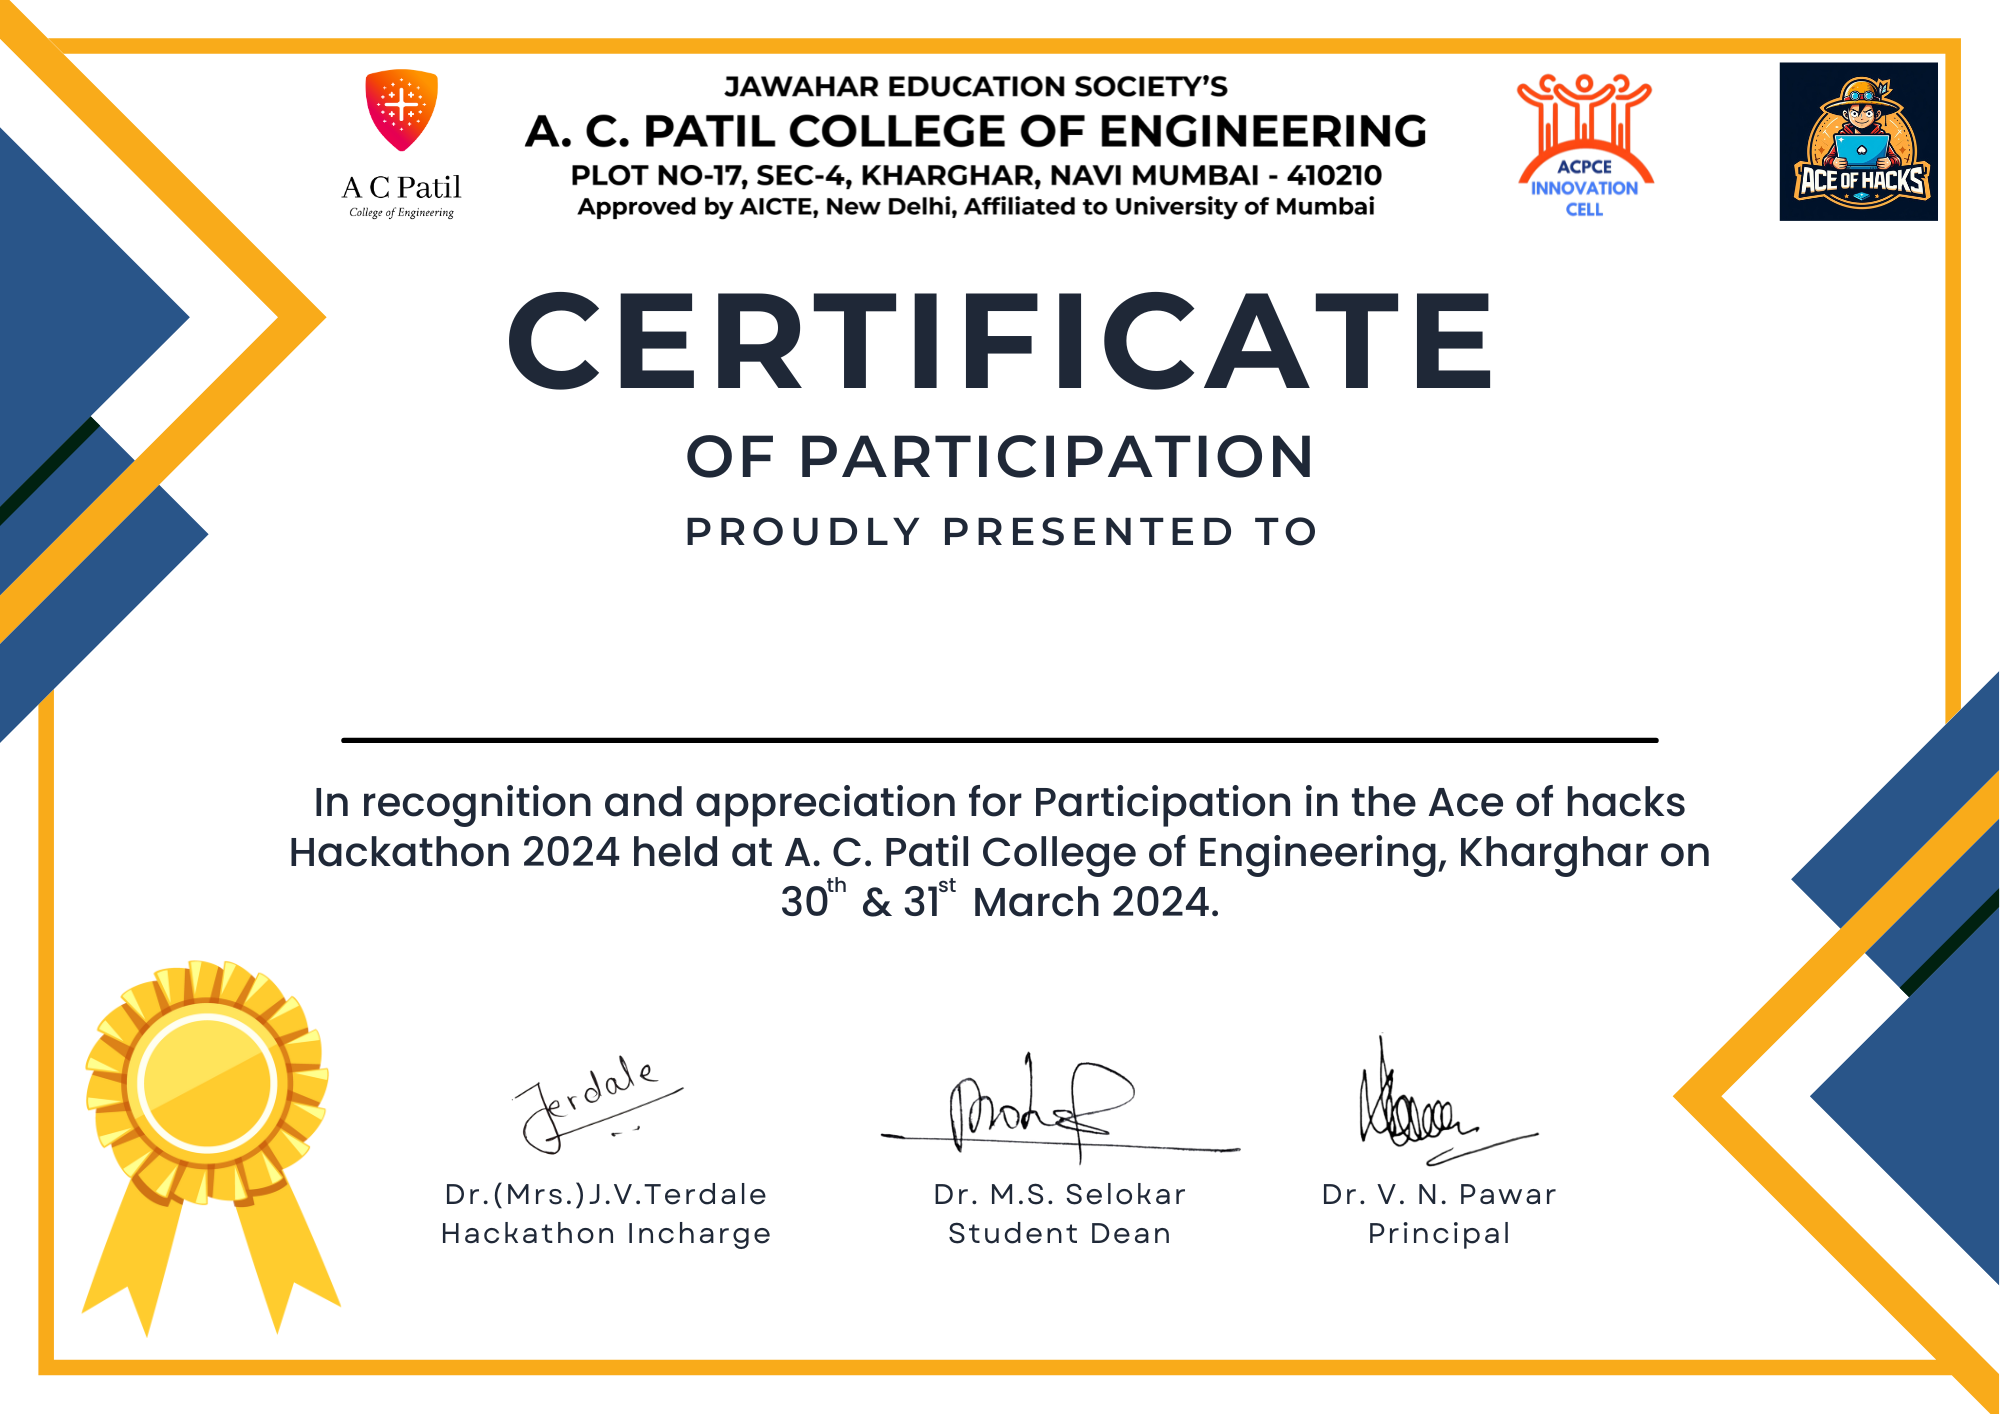 A C Patil
College of Engineering
JAWAHAR EDUCATION SOCIETY'S
A. C. PATIL COLLEGE OF ENGINEERING
PLOT NO-17, SEC-4, KHARGHAR, NAVI MUMBAI - 410210
Approved by AICTE, New Delhi, Affiliated to University of Mumbai
ACPCE
INNOVATION
CELL
ACE OF HACKS
CERTIFICATE
OF PARTICIPATION
PROUDLY PRESENTED TO
In recognition and appreciation for Participation in the Ace of hacks
Hackathon 2024 held at A. C. Patil College of Engineering, Kharghar on
30th & 31st March 2024.
Terdale
Dr.(Mrs.)J.V.Terdale
Hackathon Incharge
Dr. M.S. Selokar
Student Dean
Dr. V. N. Pawar
Principal